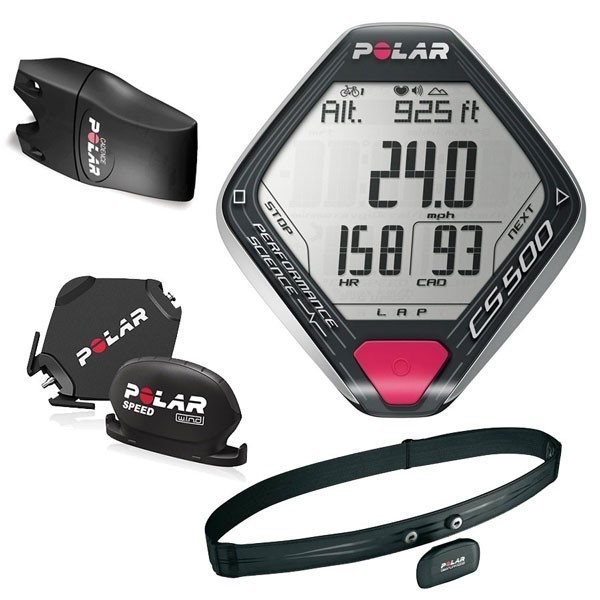 POLAR
CADENCE
POLAR
Alt. 925 ft
24.0
mph
158 93
HR CAD
STOP
NEXT
PERFORMANCE
SCIENCE
CS500
LAP
POLAR
POLAR
SPEED
W.I.N.D.
POLAR